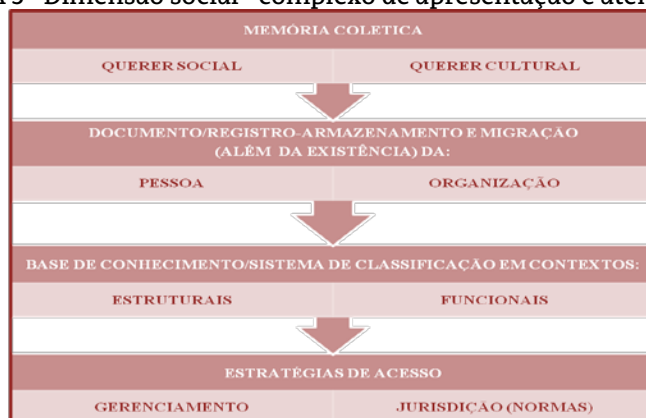 3 - Dimensão social - complexo de apresentação e
MEMÓRIA COLETICA
QUERER SOCIAL QUERER CULTURAL
DOCUMENTO/REGISTRO-ARMAZENAMENTO E MIGRAÇÃO
(ALÉM DA EXISTÊNCIA) DA:
PESSOA ORGANIZAÇÃO
BASE DE CONHECIMENTO/SISTEMA DE CLASSIFICAÇÃO EM CONTEXTOS:
ESTRUTURAIS FUNCIONAIS
ESTRATÉGIAS DE ACESSO
GERENCIAMENTO JURISDIÇÃO (NORMAS)